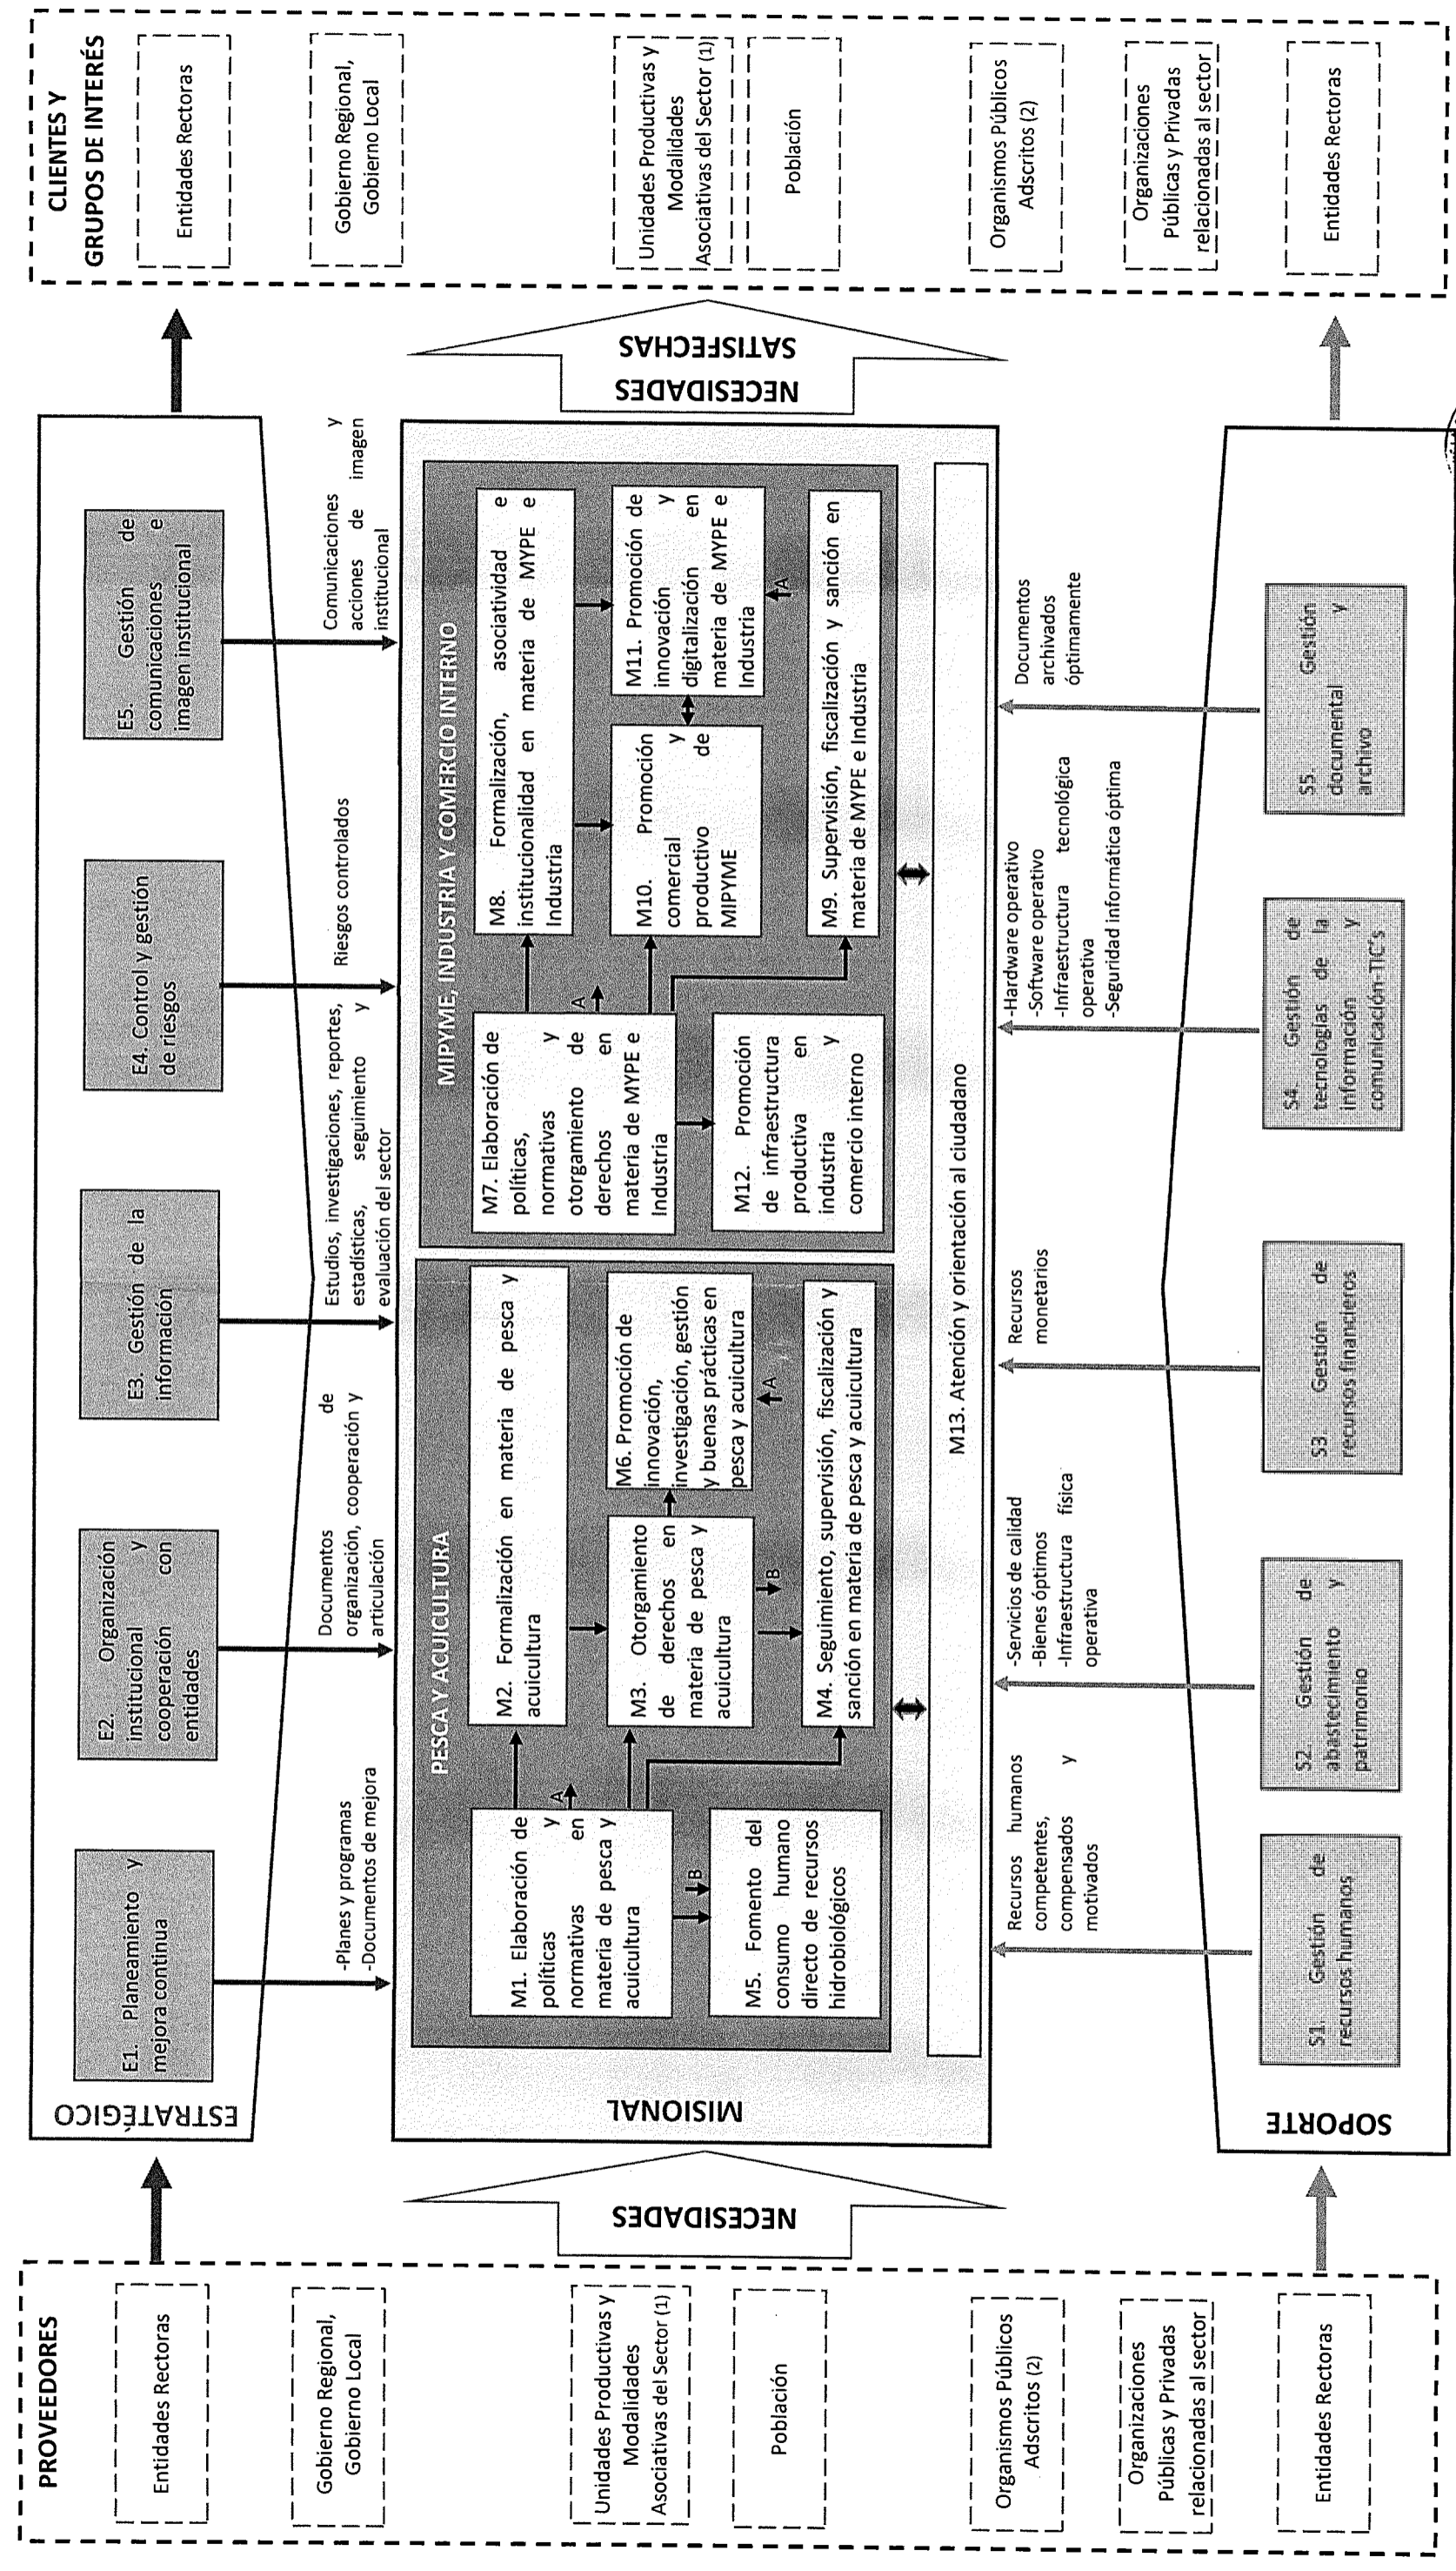 PROVEEDORES
Entidades Rectoras
Gobierno Regional,
Gobierno Local
Unidades Productivas y
Modalidades
Asociativas del Sector (1)
Población
Organismos Públicos
Adscritos (2)
Organizaciones
Públicas y Privadas
relacionadas al sector
Entidades Rectoras
NECESIDADES
ESTRATÉGICO
E1. Planeamiento y
mejora continua
E2. Organización
institucional y
cooperación con
entidades
E3. Gestión de la
información
E4. Control y gestión
de riesgos
E5. Gestión de
comunicaciones e
imagen institucional
-Planes y programas
-Documentos de mejora
Documentos de
organización, cooperación y
articulación
Estudios, investigaciones, reportes,
estadísticas, seguimiento y
evaluación del sector
Riesgos controlados
Comunicaciones y
acciones de imagen
institucional
MISIONAL
PESCA Y ACUICULTURA
M1. Elaboración de
políticas y
normativas en
materia de pesca y
acuicultura
A
B
M5. Fomento del
consumo humano
directo de recursos
hidrobiológicos
M2. Formalización en materia de pesca y
acuicultura
M3. Otorgamiento
de derechos en
materia de pesca y
acuicultura
B
M6. Promoción de
innovación,
investigación, gestión
y buenas prácticas en
pesca y acuicultura
A
M4. Seguimiento, supervisión, fiscalización y
sanción en materia de pesca y acuicultura
MIPYME, INDUSTRIA Y COMERCIO INTERNO
M7. Elaboración de
políticas,
normativas y
otorgamiento de
derechos en
materia de MYPE e
Industria
A
M12. Promoción
de infraestructura
productiva en
industria y
comercio interno
M8. Formalización, asociatividad e
institucionalidad en materia de MYPE e
Industria
M10. Promoción
comercial y
productivo de
MIPYME
M11. Promoción de
innovación y
digitalización en
materia de MYPE e
Industria
A
M9. Supervisión, fiscalización y sanción en
materia de MYPE e Industria
M13. Atención y orientación al ciudadano
Recursos humanos
competentes,
compensados y
motivados
-Servicios de calidad
-Bienes óptimos
-Infraestructura física
operativa
Recursos
monetarios
-Hardware operativo
-Software operativo
-Infraestructura tecnológica
operativa
-Seguridad informática óptima
Documentos
archivados
óptimamente
SOPORTE
S1. Gestión de
recursos humanos
S2. Gestión de
abastecimiento y
patrimonio
S3 Gestión de
recursos financieros
S4. Gestión de
tecnologías de la
información y
comunicación-TIC's
S5. Gestión
documental y
archivo
NECESIDADES
SATISFECHAS
CLIENTES Y
GRUPOS DE INTERÉS
Entidades Rectoras
Gobierno Regional,
Gobierno Local
Unidades Productivas y
Modalidades
Asociativas del Sector (1)
Población
Organismos Públicos
Adscritos (2)
Organizaciones
Públicas y Privadas
relacionadas al sector
Entidades Rectoras